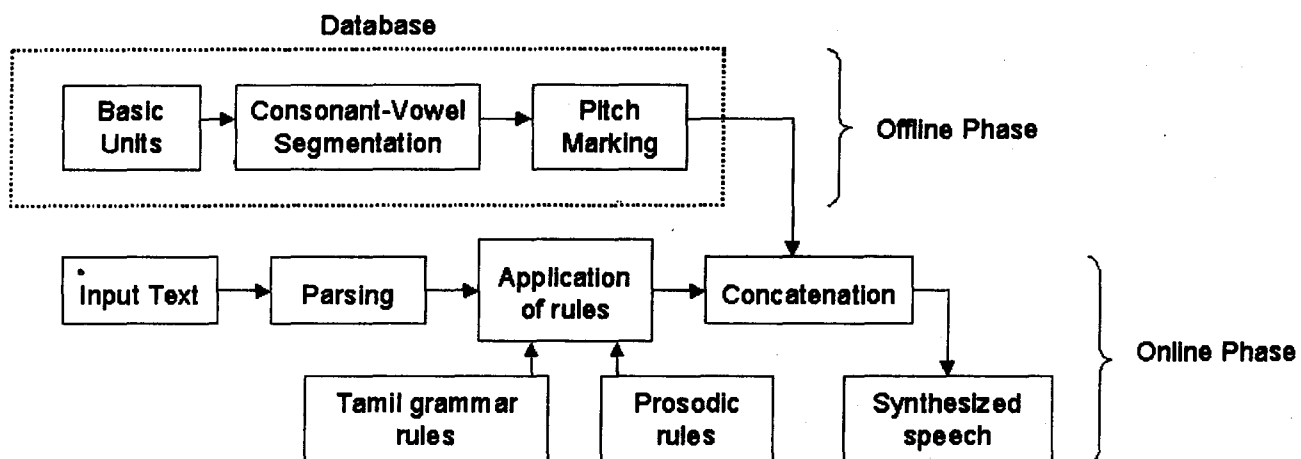 Database
Basic
Units
Consonant-Vowel
Segmentation
Pitch
Marking
Offline Phase
Input Text
Parsing
Application
of rules
Concatenation
Online Phase
Tamil grammar
rules
Prosodic
rules
Synthesized
speech